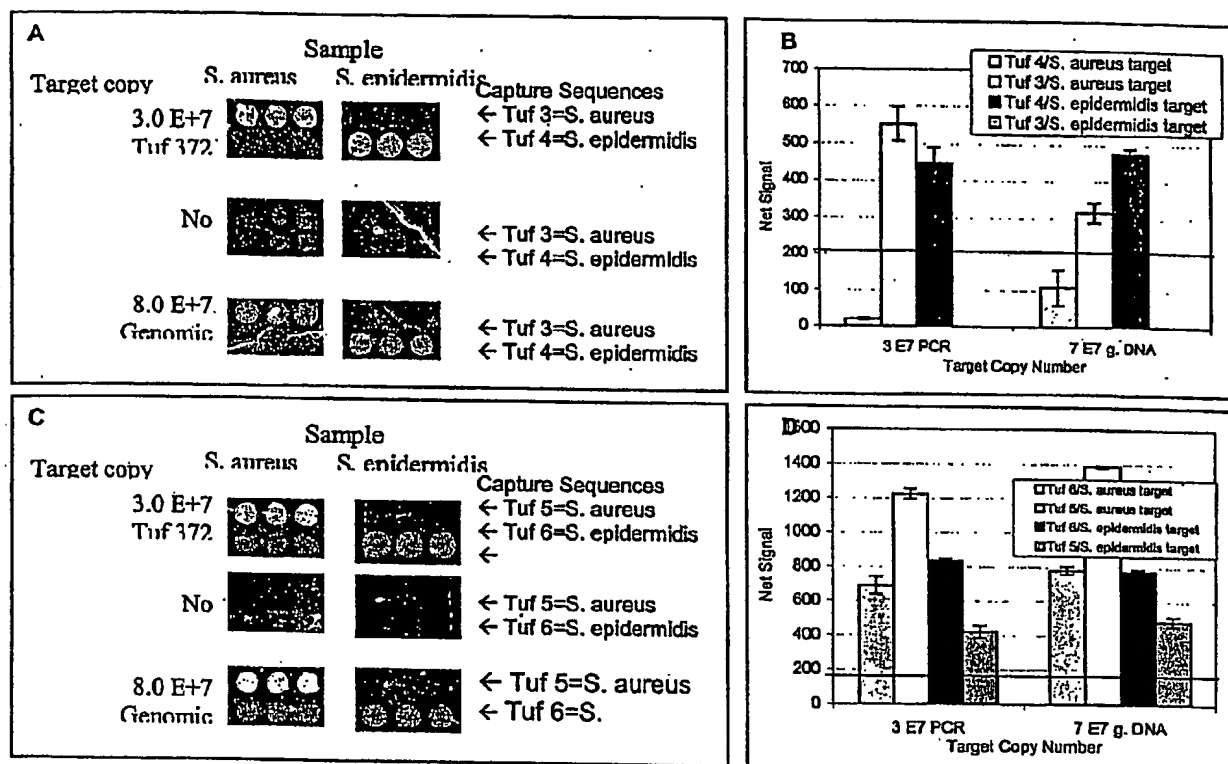 A
Sample
Target copy S. aureus S. enidermidis
Capture Sequences
3.0 E+7
Tuf 372
← Tuf 3=S. aureus
← Tuf 4=S. epidermidis
No
← Tuf 3=S. aureus
← Tuf 4=S. epidermidis
8.0 E+7
Genomic
← Tuf 3=S. aureus
← Tuf 4=S. epidermidis
B
Tuf 4/S. aureus target
Tuf 3/S. aureus target
Tuf 4/S. epidermidis target
Tuf 3/S. epidermidis target
Net Signal
700
600
500
400
300
200
100
0
3 E7 PCR 7 E7 g. DNA
Target Copy Number
C
Sample
Target copy S. aureus S. enidermidis
Capture Sequences
3.0 E+7
Tuf 372
← Tuf 5=S. aureus
← Tuf 6=S. epidermidis
←
No
← Tuf 5=S. aureus
← Tuf 6=S. epidermidis
8.0 E+7
Genomic
← Tuf 5=S. aureus
← Tuf 6=S.
D
Tuf 6/S. aureus target
Tuf 5/S. aureus target
Tuf 6/S. epidermidis target
Tuf 5/S. epidermidis target
Net Signal
1600
1400
1200
1000
800
600
400
200
0
3 E7 PCR 7 E7 g. DNA
Target Copy Number